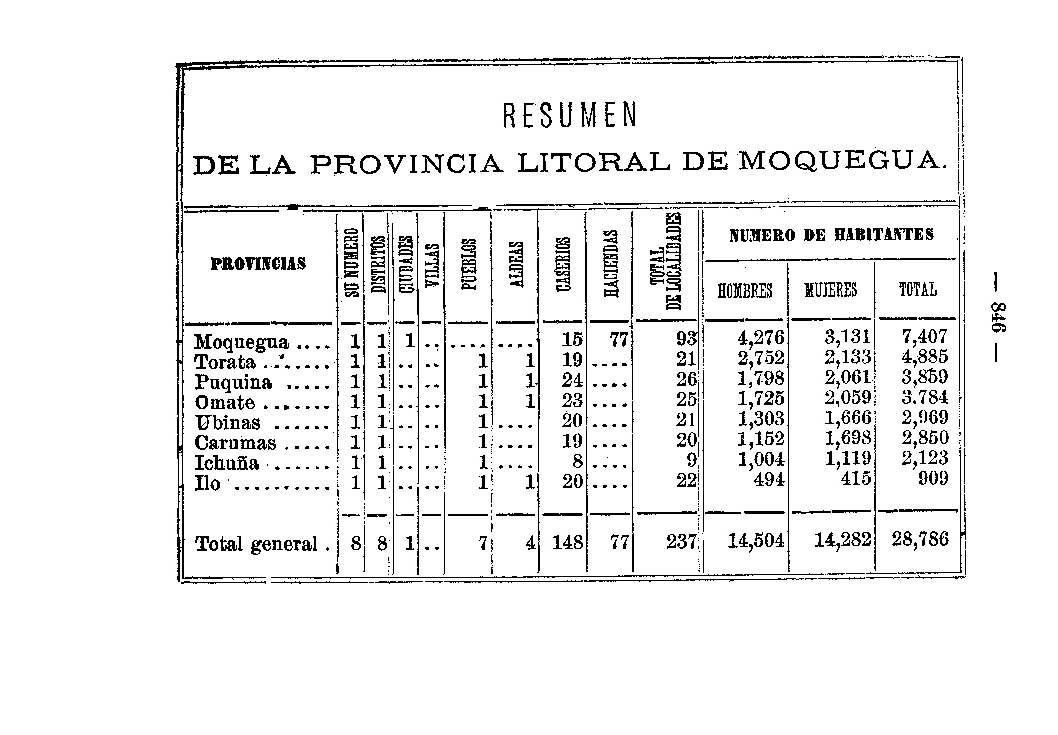 RESUMEN
DE LA PROVINCIA LITORAL DE MOQUEGUA.
PROVINCIAS SU NUMERO DISTRITOS CIUDADES VILLAS PUEBLOS ALDEAS CASERIOS HACIENDAS TOTAL DE LOCALIDADES NUMERO DE HABITANTES
HOMBRES MUJERES TOTAL
Moquegua .... 1 1 1 .. .... .... 15 77 93 4,276 3,131 7,407
Torata ....... 1 1 .. .. 1 1 19 .... 21 2,752 2,133 4,885
Puquina ..... 1 1 .. .. 1 1 24 .... 26 1,798 2,061 3,859
Omate ....... 1 1 .. .. 1 1 23 .... 25 1,725 2,059 3.784
Ubinas ...... 1 1 .. .. 1 .... 20 .... 21 1,303 1,666 2,969
Carumas ..... 1 1 .. .. 1 .... 19 .... 20 1,152 1,698 2,850
Ichuña ...... 1 1 .. .. 1 .... 8 .... 9 1,004 1,119 2,123
Ilo .......... 1 1 .. .. 1 1 20 .... 22 494 415 909
Total general . 8 8 1 .. 7 4 148 77 237 14,504 14,282 28,786
— 846 —